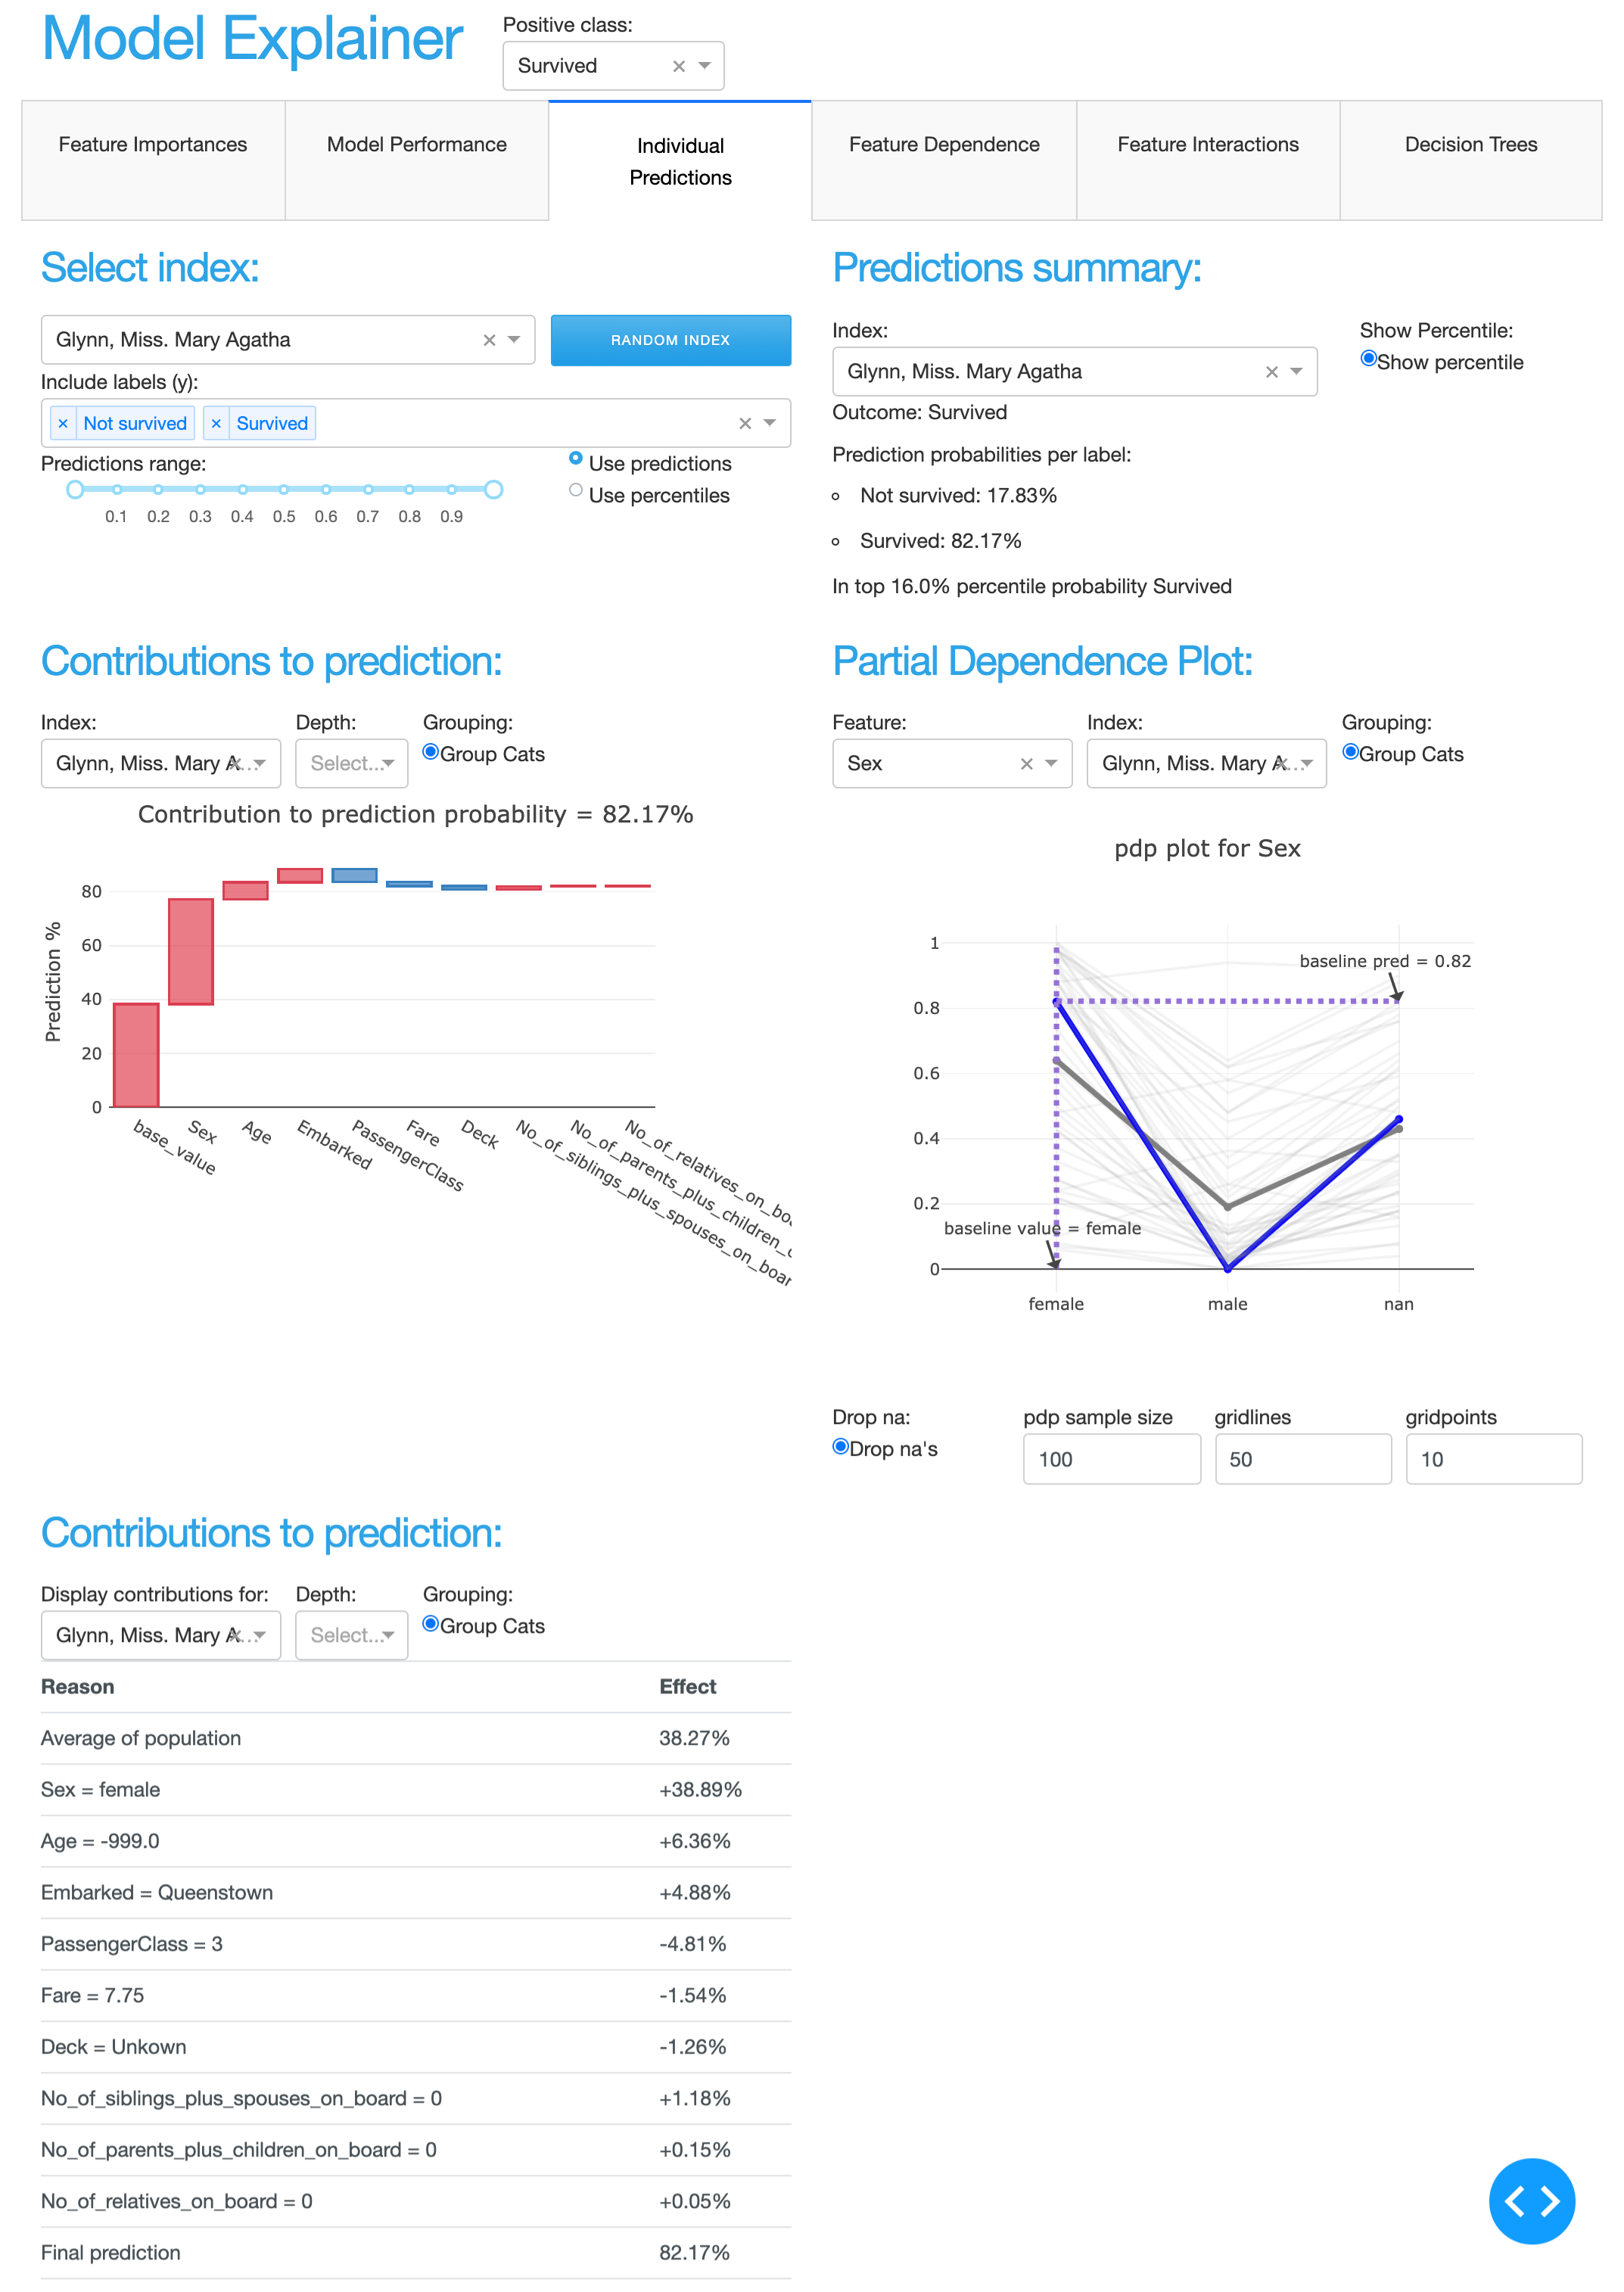 Model Explainer
Positive class:
Survived
Feature Importances
Model Performance
Individual
Predictions
Feature Dependence
Feature Interactions
Decision Trees
Select index:
Glynn, Miss. Mary Agatha
RANDOM INDEX
Include labels (y):
× Not survived × Survived
Predictions range:
0.1 0.2 0.3 0.4 0.5 0.6 0.7 0.8 0.9
Use predictions
Use percentiles
Predictions summary:
Index:
Glynn, Miss. Mary Agatha
Show Percentile:
Show percentile
Outcome: Survived
Prediction probabilities per label:
Not survived: 17.83%
Survived: 82.17%
In top 16.0% percentile probability Survived
Contributions to prediction:
Index:
Glynn, Miss. Mary A...
Depth:
Select...
Grouping:
Group Cats
Contribution to prediction probability = 82.17%
Prediction %
80
60
40
20
0
base_value
Sex
Age
Embarked
PassengerClass
Fare
Deck
No_of_siblings_plus_spouses_on_boar
No_of_parents_plus_children_
No_of_relatives_on_bo
Partial Dependence Plot:
Feature:
Sex
Index:
Glynn, Miss. Mary A...
Grouping:
Group Cats
pdp plot for Sex
1
0.8
0.6
0.4
0.2
0
baseline pred = 0.82
baseline value = female
female
male
nan
Drop na:
Drop na's
pdp sample size
100
gridlines
50
gridpoints
10
Contributions to prediction:
Display contributions for:
Glynn, Miss. Mary A...
Depth:
Select...
Grouping:
Group Cats
Reason Effect
Average of population 38.27%
Sex = female +38.89%
Age = -999.0 +6.36%
Embarked = Queenstown +4.88%
PassengerClass = 3 -4.81%
Fare = 7.75 -1.54%
Deck = Unkown -1.26%
No_of_siblings_plus_spouses_on_board = 0 +1.18%
No_of_parents_plus_children_on_board = 0 +0.15%
No_of_relatives_on_board = 0 +0.05%
Final prediction 82.17%